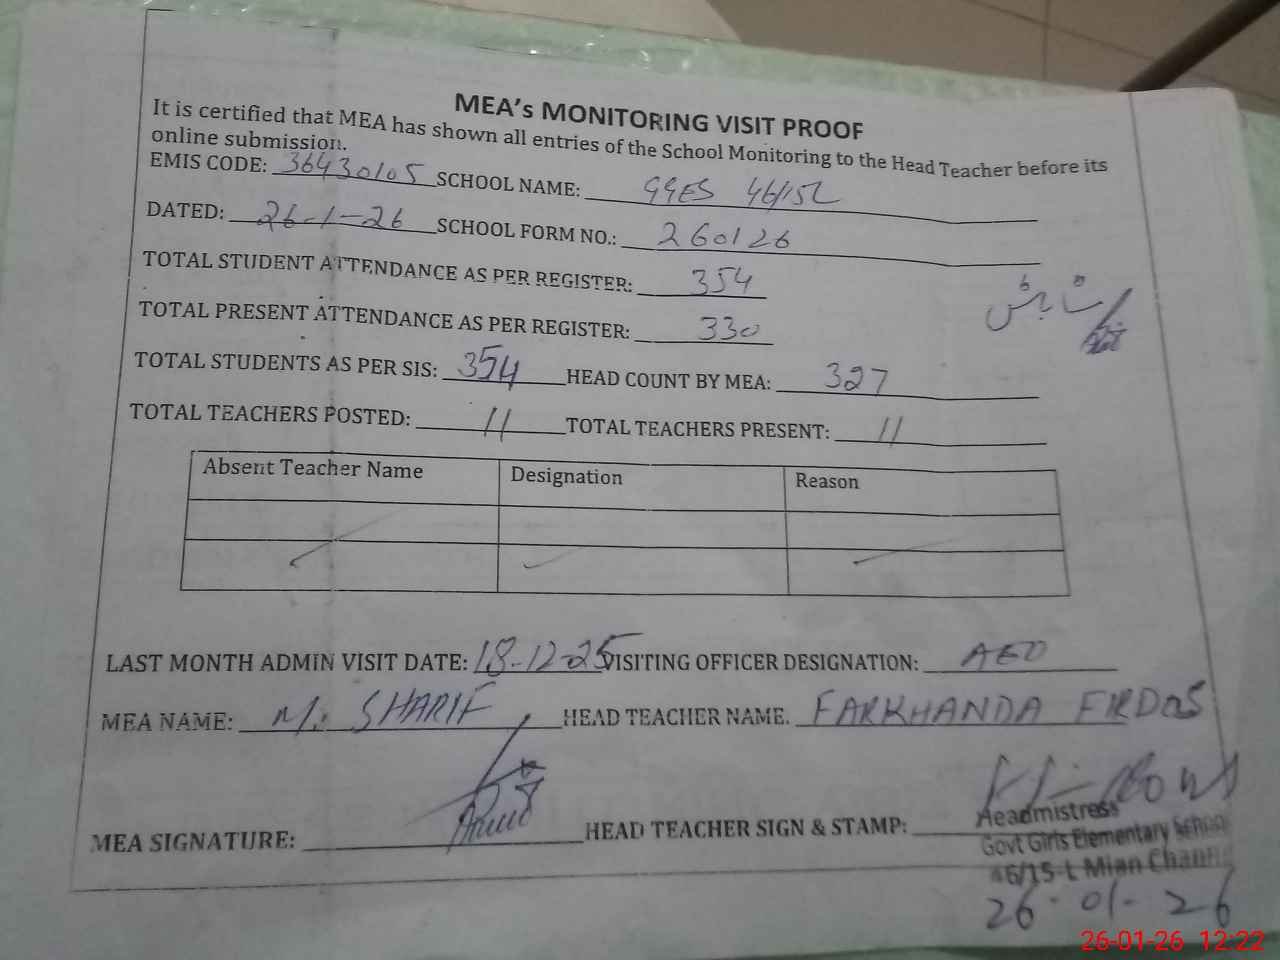 MEA's MONITORING VISIT PROOF
It is certified that MEA has shown all entries of the School Monitoring to the Head Teacher before its
online submission.
EMIS CODE: 36430105 SCHOOL NAME: GGES 46/15L
DATED: 26-1-26 SCHOOL FORM NO.: 260126
TOTAL STUDENT ATTENDANCE AS PER REGISTER: 354
TOTAL PRESENT ATTENDANCE AS PER REGISTER: 330
TOTAL STUDENTS AS PER SIS: 354 HEAD COUNT BY MEA: 327
TOTAL TEACHERS POSTED: 11 TOTAL TEACHERS PRESENT: 11
Absent Teacher Name Designation Reason
LAST MONTH ADMIN VISIT DATE: 18-12-25 VISITING OFFICER DESIGNATION: AEO
MEA NAME: M. SHARIF HEAD TEACHER NAME. FARKHANDA FIRDOS
MEA SIGNATURE: HEAD TEACHER SIGN & STAMP:
Headmistress
Govt Girls Elementary School
46/15-L Mian Channu
26-01-26
26-01-26 12:22